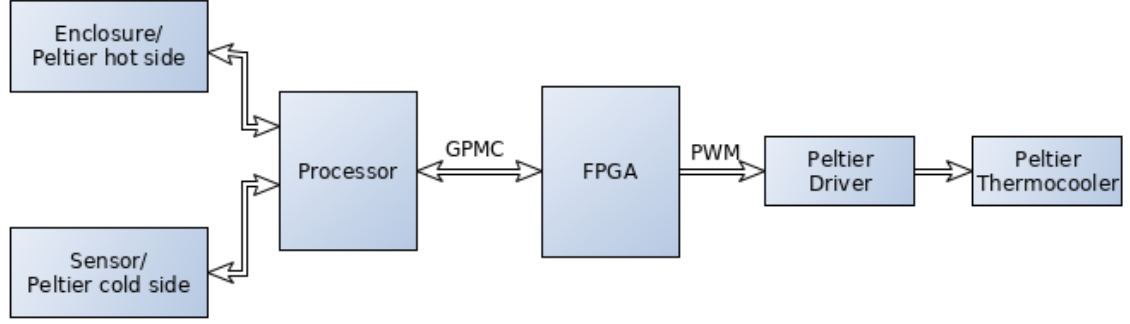 Enclosure/
Peltier hot side
Processor
GPMC
FPGA
PWM
Peltier
Driver
Peltier
Thermocooler
Sensor/
Peltier cold side